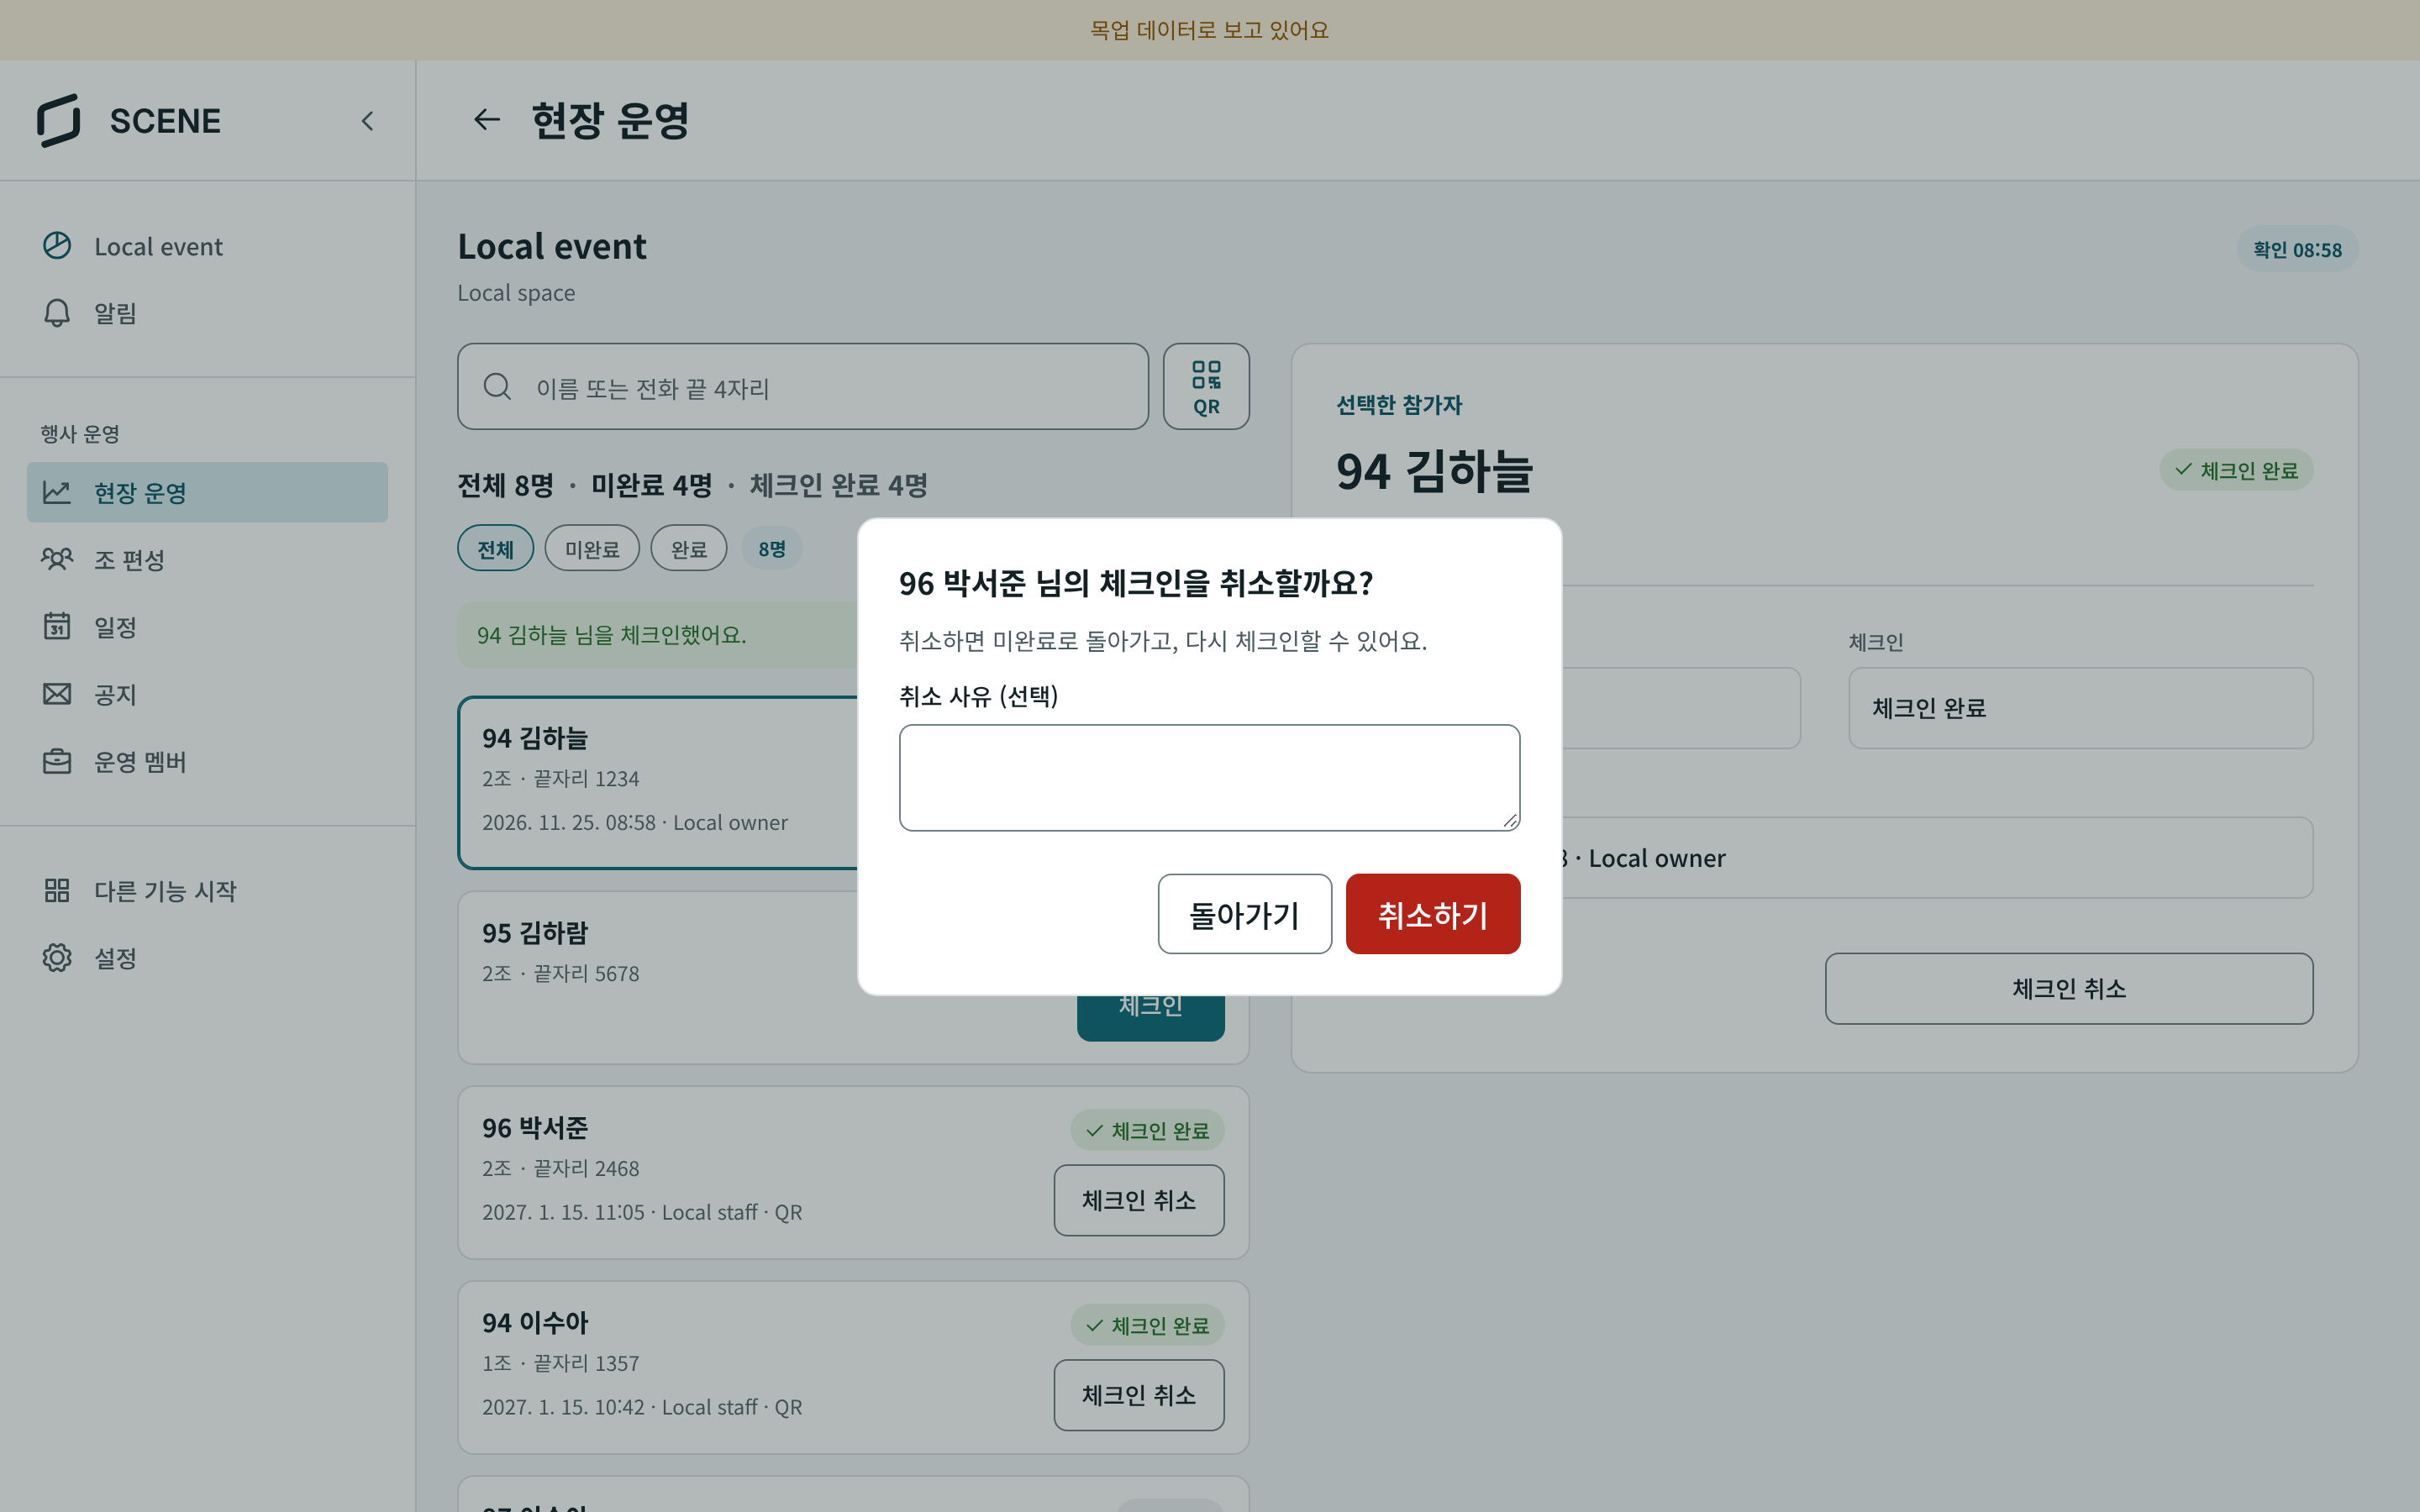 목업 데이터로 보고 있어요
SCENE
현장 운영
Local event
알림
행사 운영
현장 운영
조 편성
일정
공지
운영 멤버
다른 기능 시작
설정
Local event
Local space
확인 08:58
이름 또는 전화 끝 4자리
QR
전체 8명 · 미완료 4명 · 체크인 완료 4명
전체
미완료
완료
8명
94 김하늘 님을 체크인했어요.
94 김하늘
2조 · 끝자리 1234
2026. 11. 25. 08:58 · Local owner
95 김하람
2조 · 끝자리 5678
체크인
96 박서준
체크인 완료
2조 · 끝자리 2468
체크인 취소
2027. 1. 15. 11:05 · Local staff · QR
94 이수아
체크인 완료
1조 · 끝자리 1357
체크인 취소
2027. 1. 15. 10:42 · Local staff · QR
선택한 참가자
94 김하늘
체크인 완료
체크인
체크인 완료
· Local owner
체크인 취소
96 박서준 님의 체크인을 취소할까요?
취소하면 미완료로 돌아가고, 다시 체크인할 수 있어요.
취소 사유 (선택)
돌아가기
취소하기